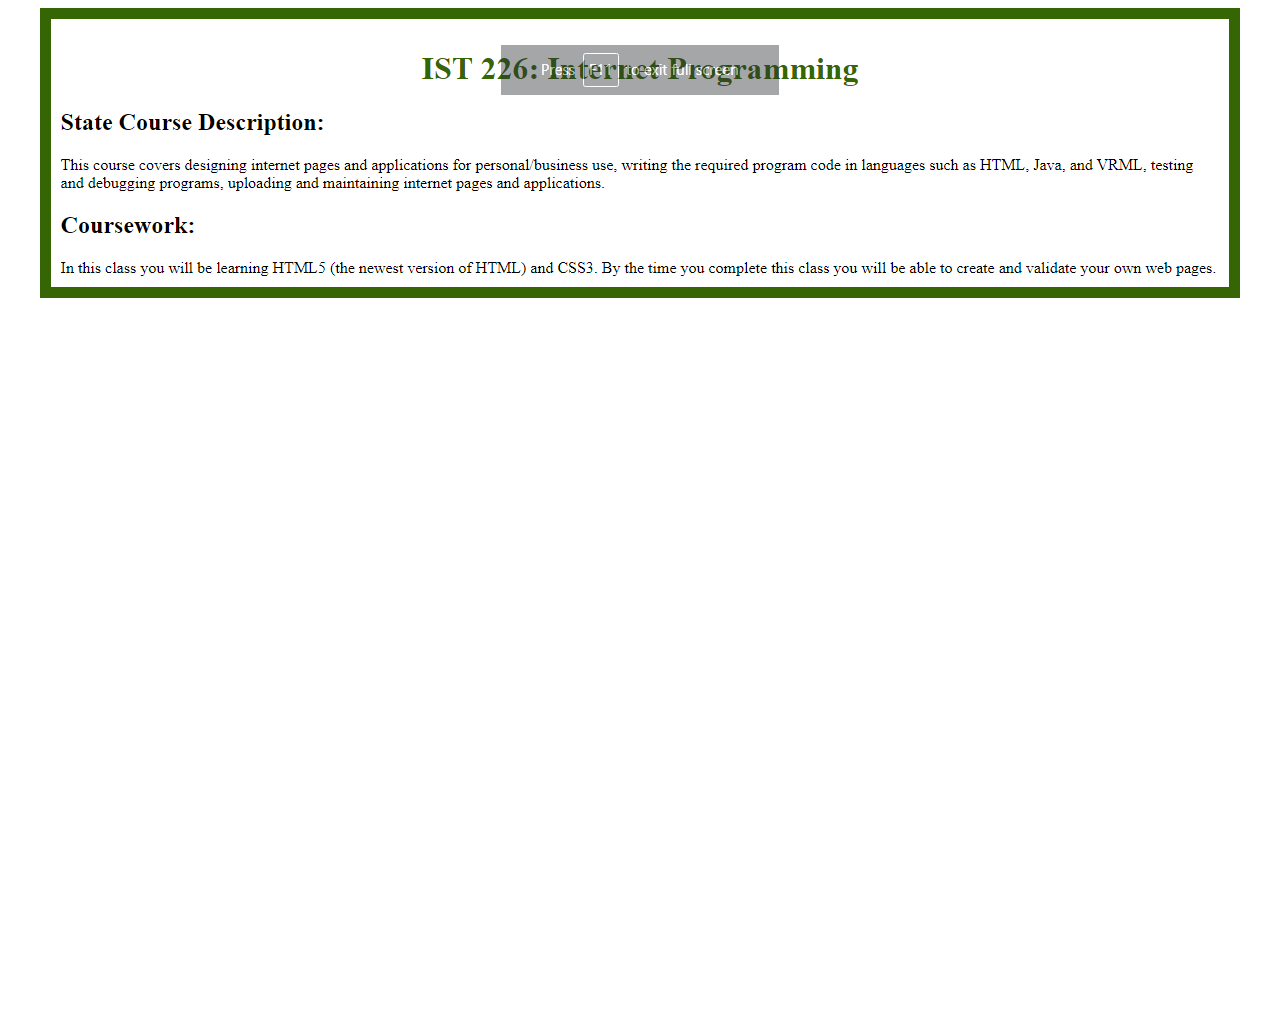 IST 226: Internet Programming
Press F11 to exit full screen
State Course Description:
This course covers designing internet pages and applications for personal/business use, writing the required program code in languages such as HTML, Java, and VRML, testing
and debugging programs, uploading and maintaining internet pages and applications.
Coursework:
In this class you will be learning HTML5 (the newest version of HTML) and CSS3. By the time you complete this class you will be able to create and validate your own web pages.